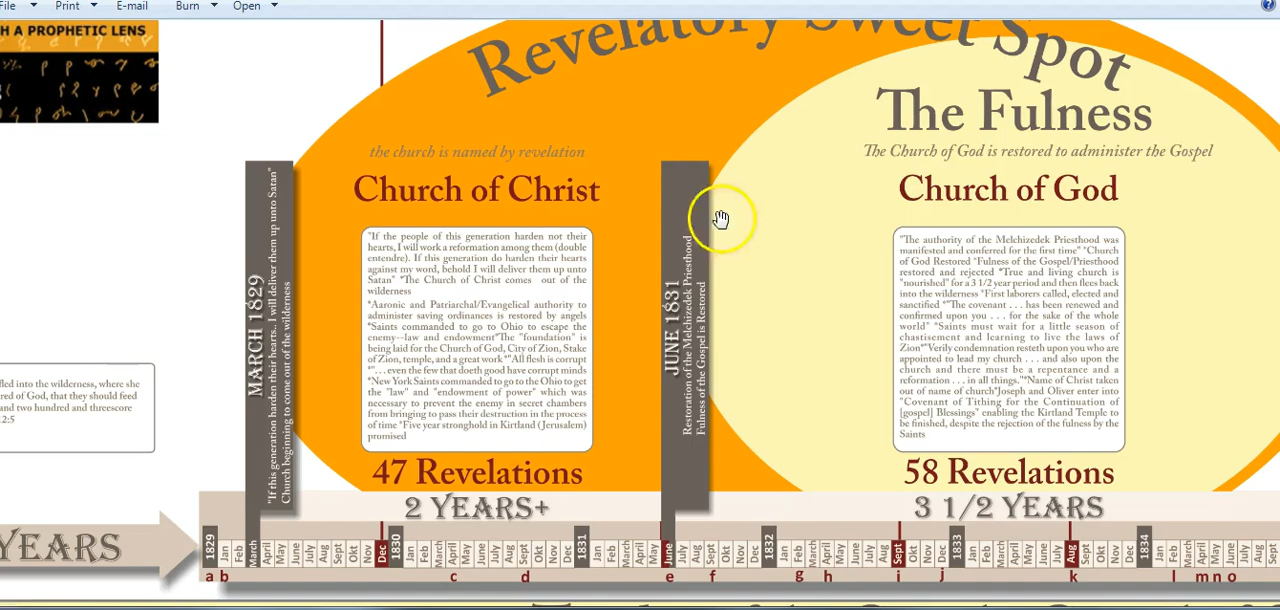 File Print E-mail Burn Open
H A PROPHETIC LENS
Revelatory Sweet Spot
The Fulness
The Church of God is restored to administer the Gospel
Church of God
the church is named by revelation
Church of Christ
MARCH 1829
"If this generation harden their hearts.. I will deliver them up unto Satan"
Church beginning to come out of the wilderness
"If the people of this generation harden not their
hearts, I will work a reformation among them (double
entendre). If this generation do harden their hearts
against my word, behold I will deliver them up unto
Satan" *The Church of Christ comes out of the
wilderness
*Aaronic and Patriarchal/Evangelical authority to
administer saving ordinances is restored by angels
*Saints commanded to go to Ohio to escape the
enemy--law and endowment*The "foundation" is
being laid for the Church of God, City of Zion, Stake
of Zion, temple, and a great work *"All flesh is corrupt
*". . . even the few that doeth good have corrupt minds
*New York Saints commanded to go to the Ohio to get
the "law" and "endowment of power" which was
necessary to prevent the enemy in secret chambers
from bringing to pass their destruction in the process
of time *Five year stronghold in Kirtland (Jerusalem)
promised
47 Revelations
2 YEARS+
JUNE 1831
Restoration of the Melchizedek Priesthood
Fulness of the Gospel is Restored
"The authority of the Melchizedek Priesthood was
manifested and conferred for the first time" *Church
of God Restored *Fulness of the Gospel/Priesthood
restored and rejected *True and living church is
"nourished" for a 3 1/2 year period and then flees back
into the wilderness *First laborers called, elected and
sanctified *"The covenant . . . has been renewed and
confirmed upon you . . . for the sake of the whole
world" *Saints must wait for a little season of
chastisement and learning to live the laws of
Zion*"Verily condemnation resteth upon you who are
appointed to lead my church . . . and also upon the
church and there must be a repentance and a
reformation . . . in all things."*Name of Christ taken
out of name of church*Joseph and Oliver enter into
"Covenant of Tithing for the Continuation of
[gospel] Blessings" enabling the Kirtland Temple to
be finished, despite the rejection of the fulness by the
Saints
58 Revelations
3 1/2 YEARS
fled into the wilderness, where she
red of God, that they should feed
and two hundred and threescore
12:5
YEARS
1829 Jan Feb March April May June July Aug Sept Okt Nov Dec 1830 Jan Feb March April May June July Aug Sept Okt Nov Dec 1831 Jan Feb March April May June July Aug Sept Okt Nov Dec 1832 Jan Feb March April May June July Aug Sept Okt Nov Dec 1833 Jan Feb March April May June July Aug Sept Okt Nov Dec 1834 Jan Feb March April May June July
a b c d e f g h i j k l m n o